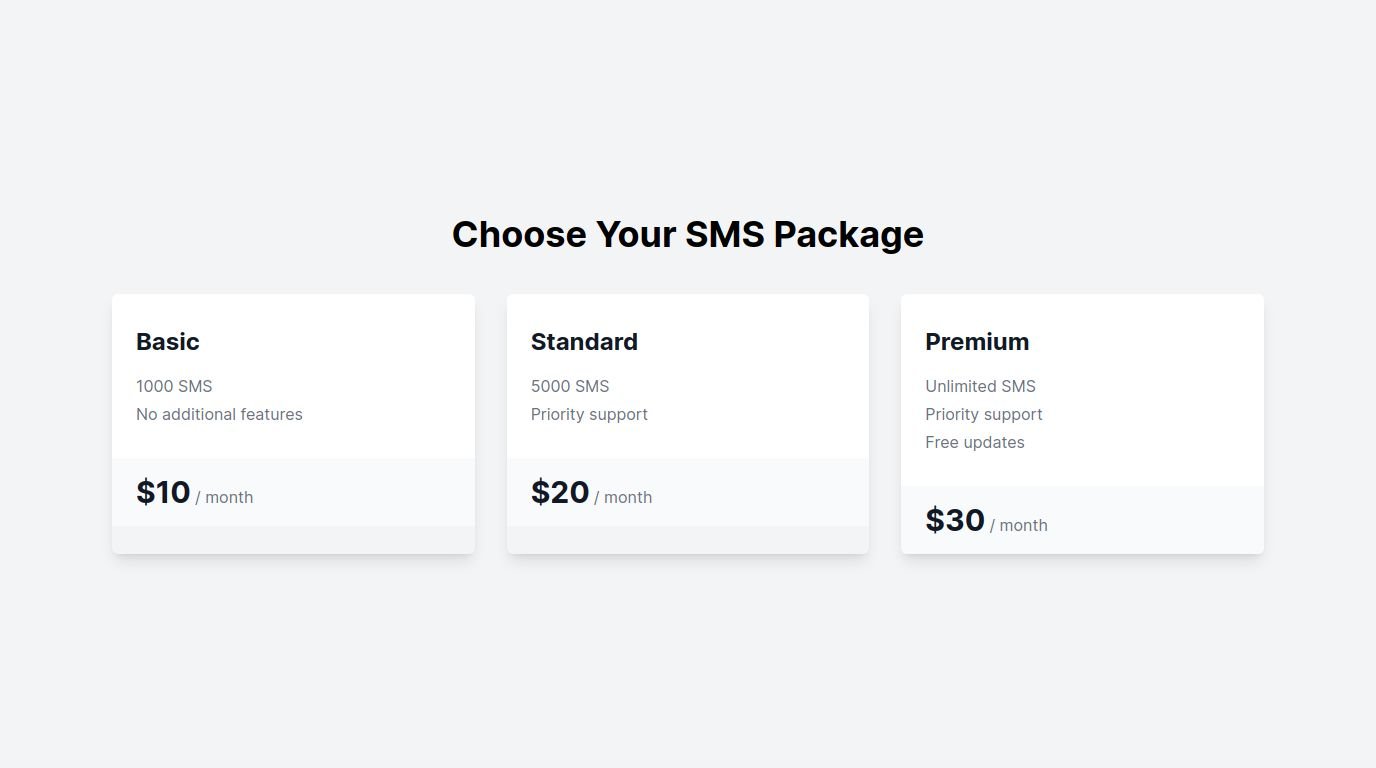 Choose Your SMS Package
Basic
1000 SMS
No additional features
$10 / month
Standard
5000 SMS
Priority support
$20 / month
Premium
Unlimited SMS
Priority support
Free updates
$30 / month